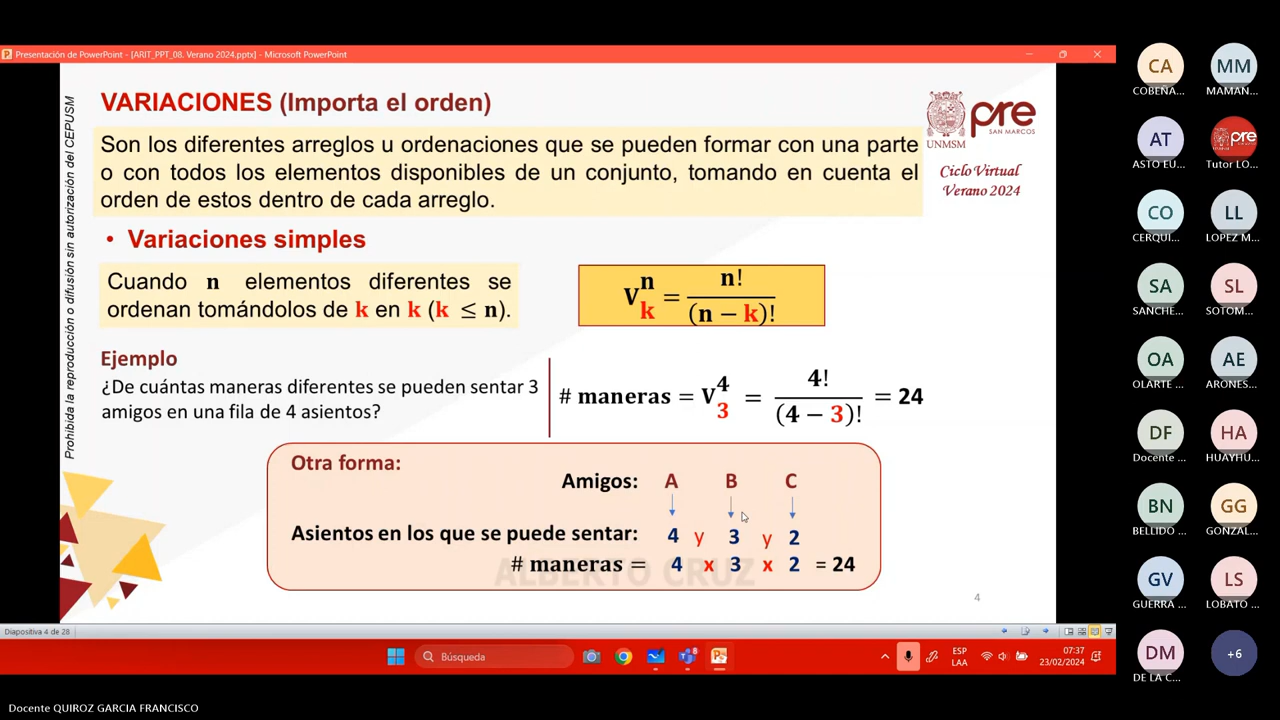 Presentación de PowerPoint - [ARIT_PPT_08. Verano 2024.pptx] - Microsoft PowerPoint
Prohibida la reproducción o difusión sin autorización del CEPUSM
VARIACIONES (Importa el orden)
Son los diferentes arreglos u ordenaciones que se pueden formar con una parte
o con todos los elementos disponibles de un conjunto, tomando en cuenta el
orden de estos dentro de cada arreglo.
UNMSM
pre
SAN MARCOS
Ciclo Virtual
Verano 2024
• Variaciones simples
Cuando n elementos diferentes se
ordenan tomándolos de k en k (k ≤ n).
V^n_k = n! / (n − k)!
Ejemplo
¿De cuántas maneras diferentes se pueden sentar 3
amigos en una fila de 4 asientos?
# maneras = V^4_3 = 4! / (4 − 3)! = 24
Otra forma:
Amigos: A B C
Asientos en los que se puede sentar: 4 y 3 y 2
# maneras = 4 x 3 x 2 = 24
ALBERTO CRUZ
4
Diapositiva 4 de 28
Búsqueda
8
ESP
LAA
07:37
23/02/2024
Docente QUIROZ GARCIA FRANCISCO
CA
COBEÑA...
MM
MAMAN...
AT
ASTO EU...
pre
Tutor LO...
CO
CERQUI...
LL
LOPEZ M...
SA
SANCHE...
SL
SOTOM...
OA
OLARTE ...
AE
ARONES...
DF
Docente ...
HA
HUAYHU...
BN
BELLIDO ...
GG
GONZAL...
GV
GUERRA ...
LS
LOBATO ...
DM
DE LA C...
+6